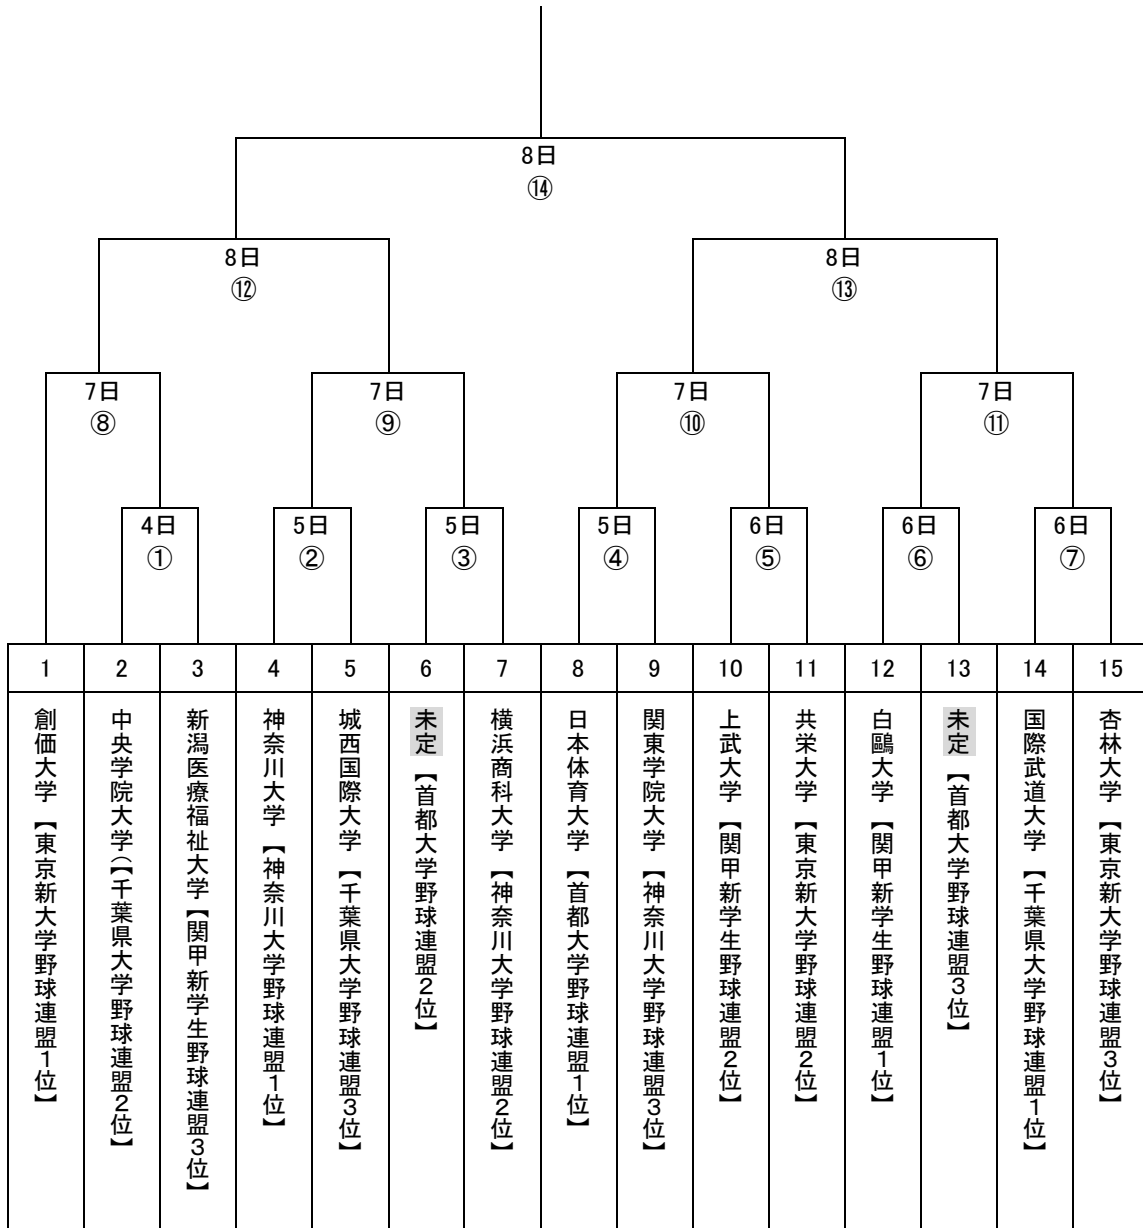 8日
⑭
8日
8日
⑫
⑬
7日
7日
7日
7日
⑧
⑨
⑩
⑪
4日
5日
5日
5日
6日
6日
6日
①
②
③
④
⑤
⑥
⑦
1
2
3
4
5
6
7
8
9
10
11
12
13
14
15
創価大学【東京新大学野球連盟1位】
中央学院大学(【千葉県大学野球連盟2位】
新潟医療福祉大学【関甲新学生野球連盟3位】
神奈川大学【神奈川大学野球連盟1位】
城西国際大学【千葉県大学野球連盟3位】
未定【首都大学野球連盟2位】
横浜商科大学【神奈川大学野球連盟2位】
日本体育大学【首都大学野球連盟1位】
関東学院大学【神奈川大学野球連盟3位】
上武大学【関甲新学生野球連盟2位】
共栄大学【東京新大学野球連盟2位】
白鷗大学【関甲新学生野球連盟1位】
未定【首都大学野球連盟3位】
国際武道大学【千葉県大学野球連盟1位】
杏林大学【東京新大学野球連盟3位】